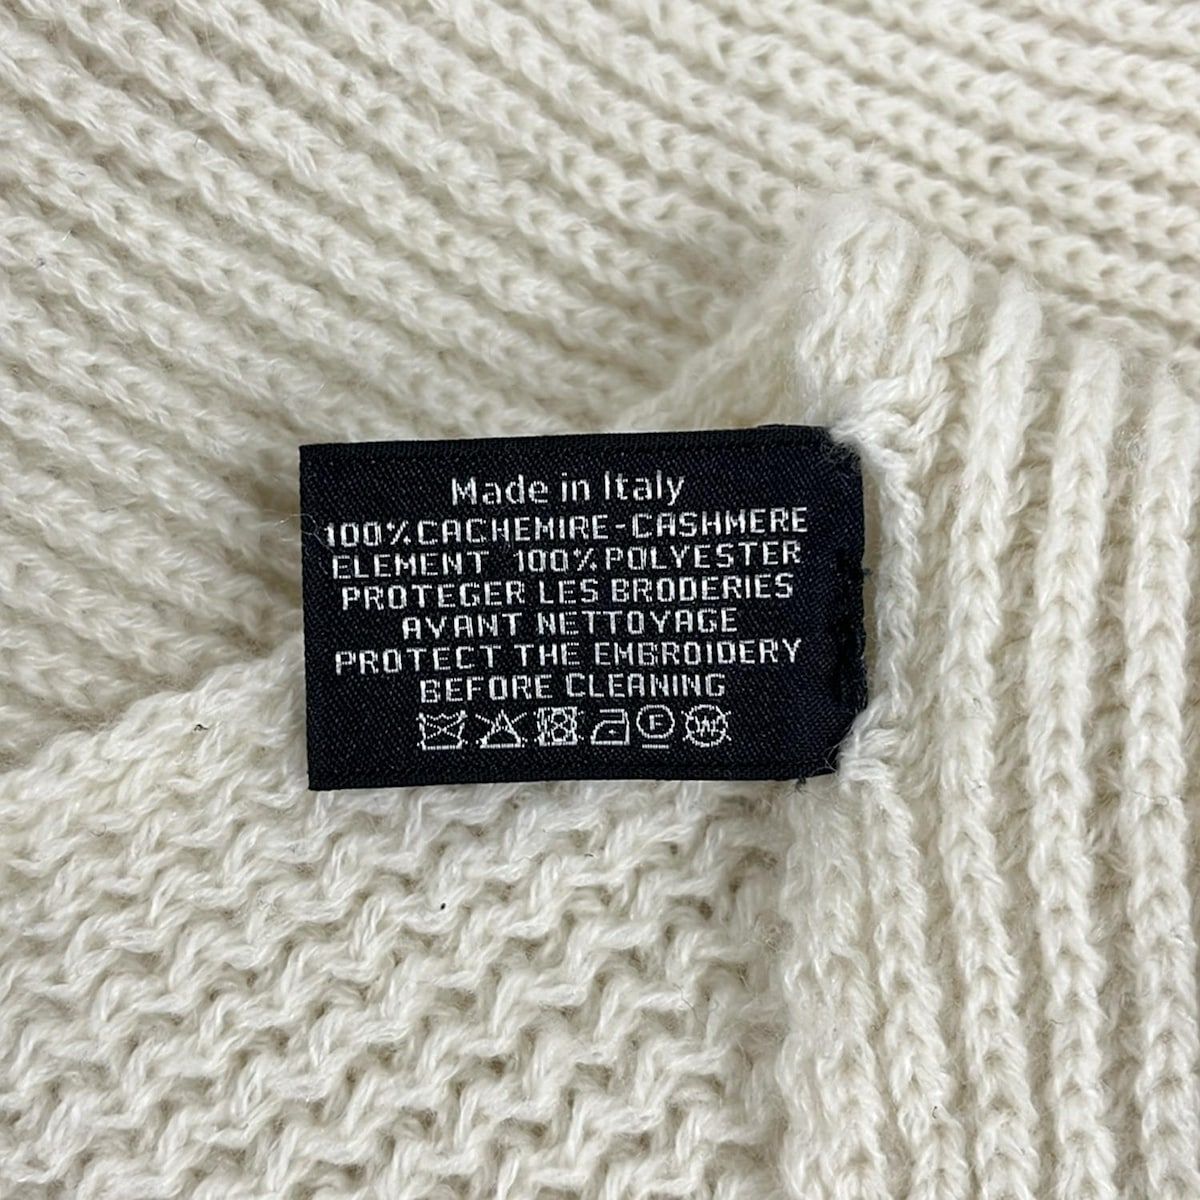 Made in Italy
100%CACHEMIRE-CASHMERE
ELEMENT 100%POLYESTER
PROTEGER LES BRODERIES
AVANT NETTOYAGE
PROTECT THE EMBROIDERY
BEFORE CLEANING